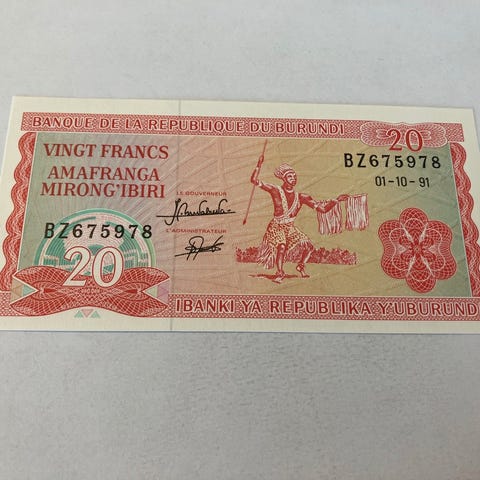 BANQUE DE LA REPUBLIQUE DU BURUNDI
20
VINGT FRANCS
BZ675978
AMAFRANGA
MIRONG'IBIRI
01-10-91
LE GOUVERNEUR
BZ675978
L'ADMINISTRATEUR
20
IBANKI YA REPUBLIKA Y'UBURUNDI